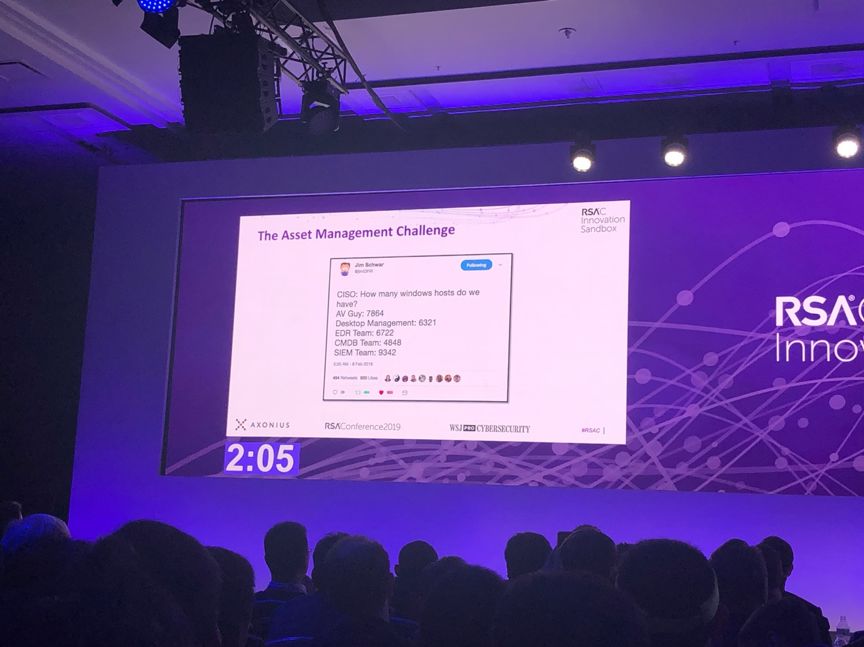 The Asset Management Challenge
RSAC
Innovation
Sandbox
Jim Schwar
Following
CISO: How many windows hosts do we
have?
AV Guy: 7864
Desktop Management: 6321
EDR Team: 6722
CMDB Team: 4848
SIEM Team: 9342
Retweets Likes
AXONIUS
RSAConference2019
WSJ PRO CYBERSECURITY
#RSAC
2:05
RSAC
Innov